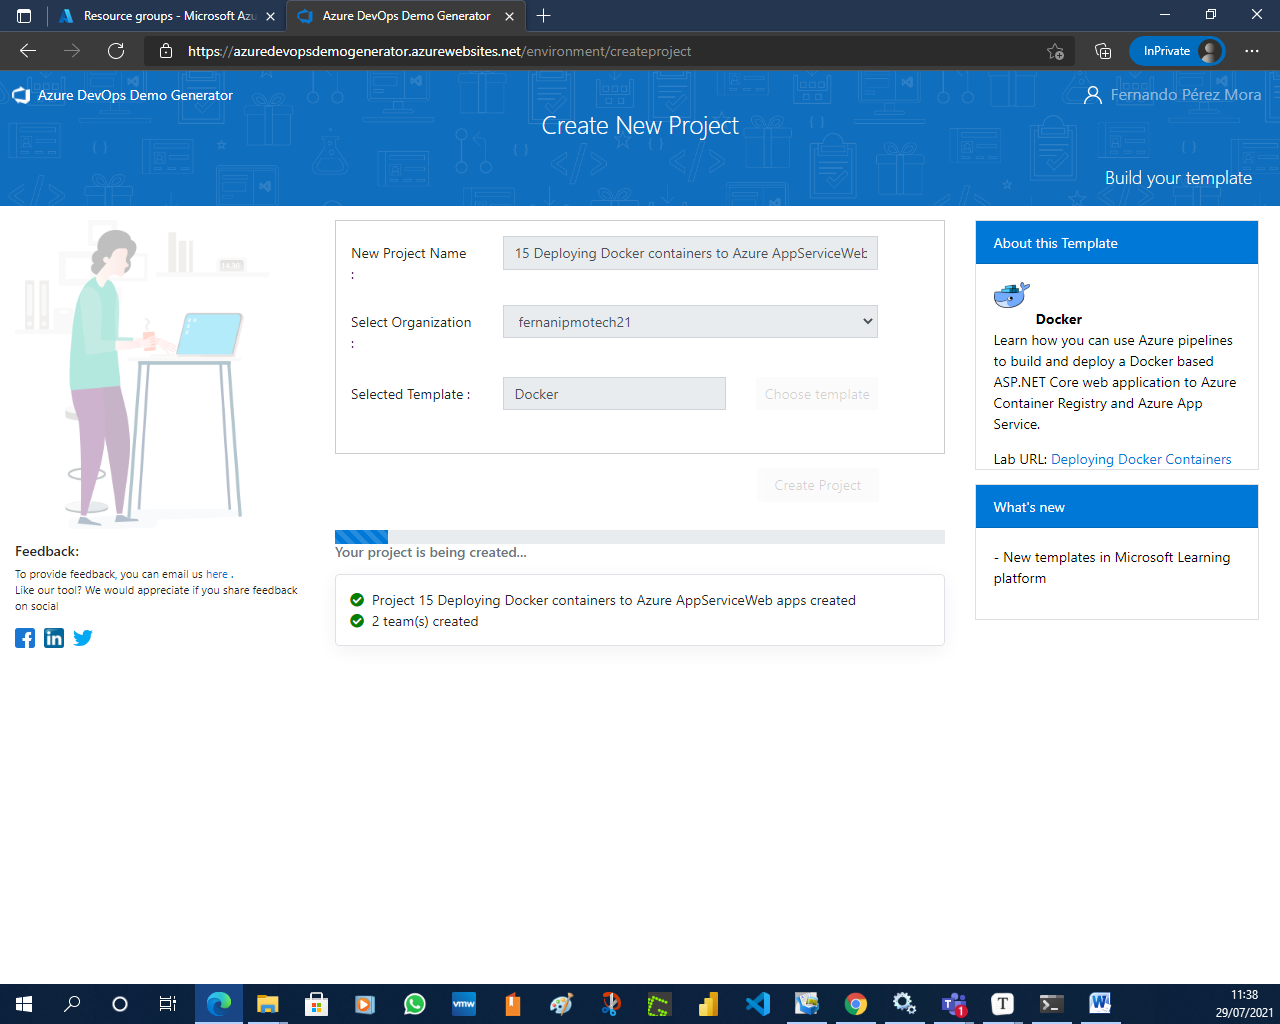 Resource groups - Microsoft Azu
Azure DevOps Demo Generator
https://azuredevopsdemogenerator.azurewebsites.net/environment/createproject
InPrivate
Azure DevOps Demo Generator
Fernando Pérez Mora
Create New Project
Build your template
New Project Name
:
15 Deploying Docker containers to Azure AppServiceWeb
Select Organization
:
fernanipmotech21
Selected Template :
Docker
Choose template
Create Project
Your project is being created...
Project 15 Deploying Docker containers to Azure AppServiceWeb apps created
2 team(s) created
About this Template
Docker
Learn how you can use Azure pipelines
to build and deploy a Docker based
ASP.NET Core web application to Azure
Container Registry and Azure App
Service.
Lab URL: Deploying Docker Containers
What's new
- New templates in Microsoft Learning
platform
Feedback:
To provide feedback, you can email us here .
Like our tool? We would appreciate if you share feedback
on social
vmw
1
T
11:38
29/07/2021